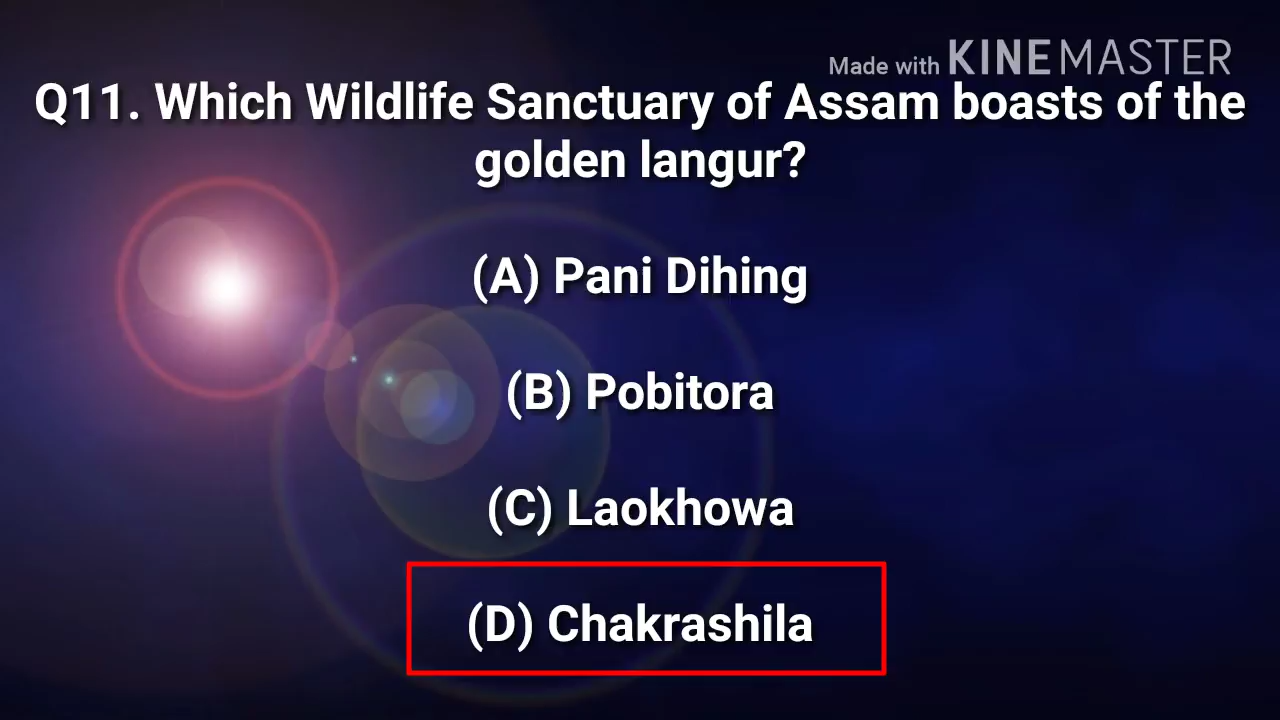 Made with KINEMASTER
Q11. Which Wildlife Sanctuary of Assam boasts of the
golden langur?
(A) Pani Dihing
(B) Pobitora
(C) Laokhowa
(D) Chakrashila